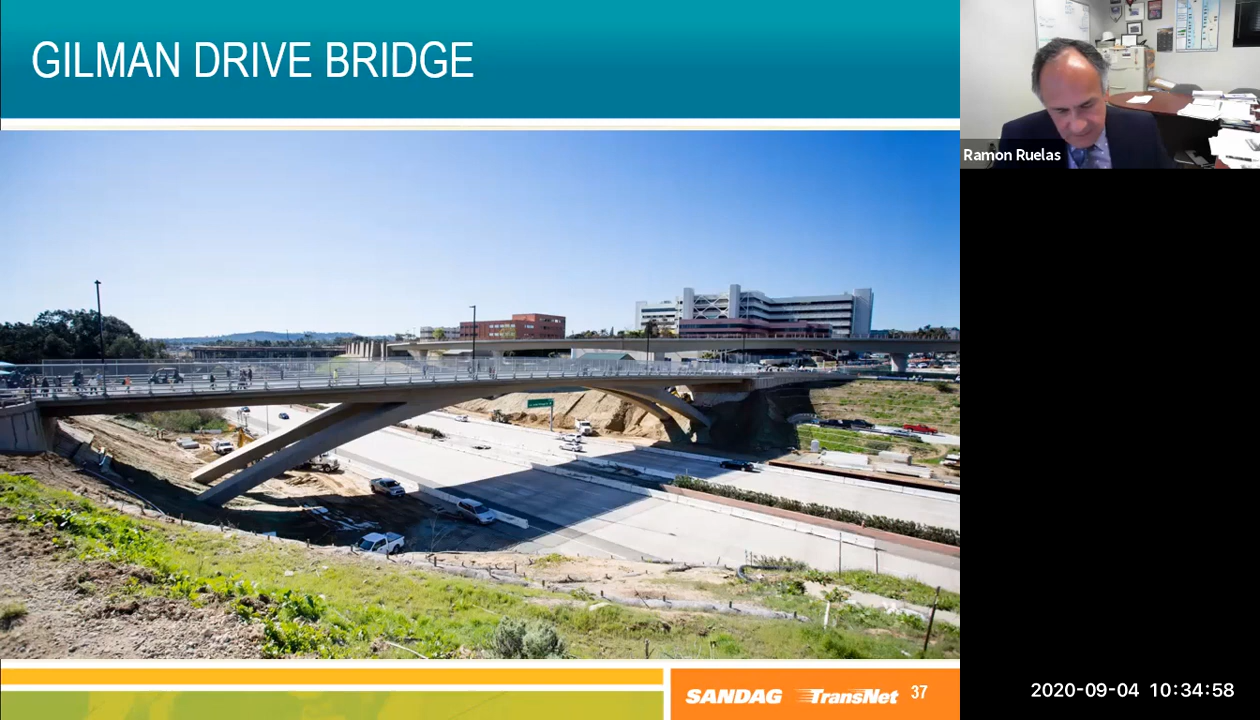 GILMAN DRIVE BRIDGE
Ramon Ruelas
SANDAG TransNet 37
2020-09-04 10:34:58